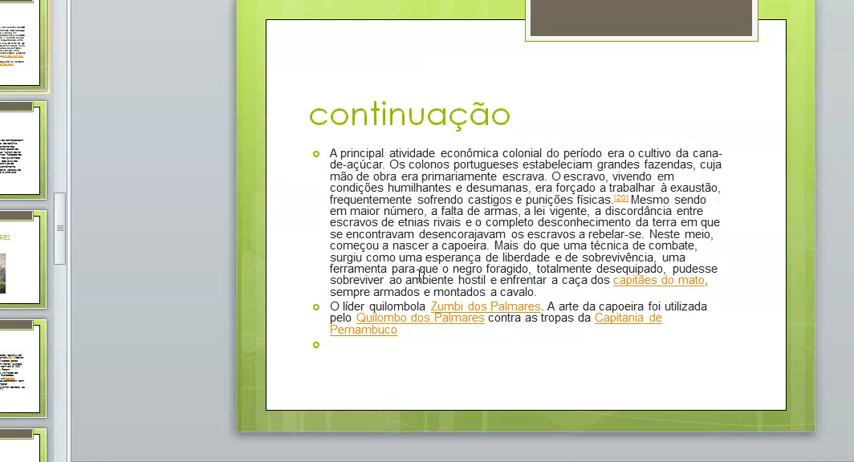 continuação
A principal atividade econômica colonial do período era o cultivo da cana-
de-açúcar. Os colonos portugueses estabeleciam grandes fazendas, cuja
mão de obra era primariamente escrava. O escravo, vivendo em
condições humilhantes e desumanas, era forçado a trabalhar à exaustão,
frequentemente sofrendo castigos e punições físicas.[20] Mesmo sendo
em maior número, a falta de armas, a lei vigente, a discordância entre
escravos de etnias rivais e o completo desconhecimento da terra em que
se encontravam desencorajavam os escravos a rebelar-se. Neste meio,
começou a nascer a capoeira. Mais do que uma técnica de combate,
surgiu como uma esperança de liberdade e de sobrevivência, uma
ferramenta para que o negro foragido, totalmente desequipado, pudesse
sobreviver ao ambiente hostil e enfrentar a caça dos capitães do mato,
sempre armados e montados a cavalo.
O líder quilombola Zumbi dos Palmares. A arte da capoeira foi utilizada
pelo Quilombo dos Palmares contra as tropas da Capitania de
Pernambuco